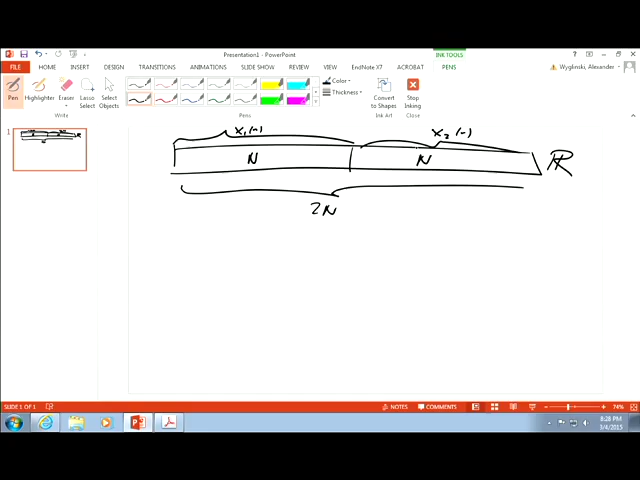 Presentation1 - PowerPoint
INK TOOLS
FILE HOME INSERT DESIGN TRANSITIONS ANIMATIONS SLIDE SHOW REVIEW VIEW EndNote X7 ACROBAT PENS
Wyglinski, Alexander
Pen Highlighter Eraser Lasso Select Select Objects
Color
Thickness
Convert to Shapes
Stop Inking
Write Pens Ink Art Close
1
x₁(-) x₂(-)
N N ℝ
2N
SLIDE 1 OF 1
NOTES COMMENTS 74%
8:28 PM
3/4/2015